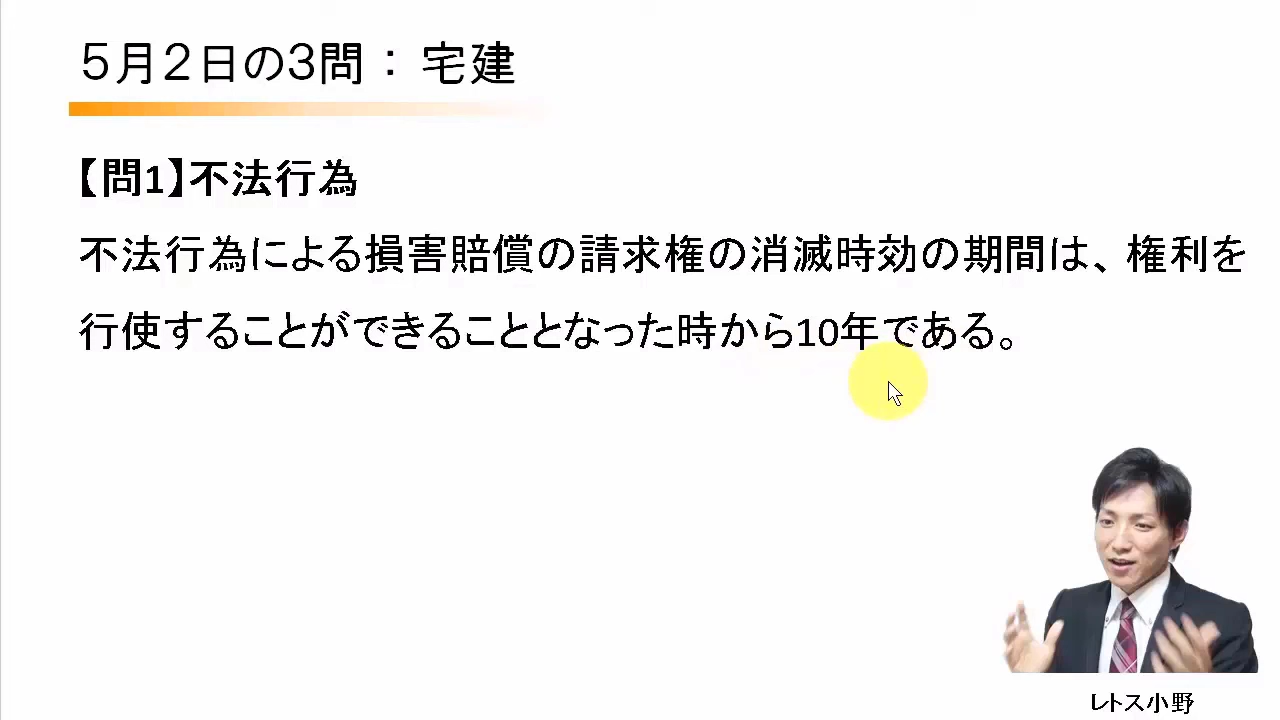 ５月２日の３問：宅建
【問1】不法行為
不法行為による損害賠償の請求権の消滅時効の期間は、権利を
行使することができることとなった時から10年である。
レトス小野